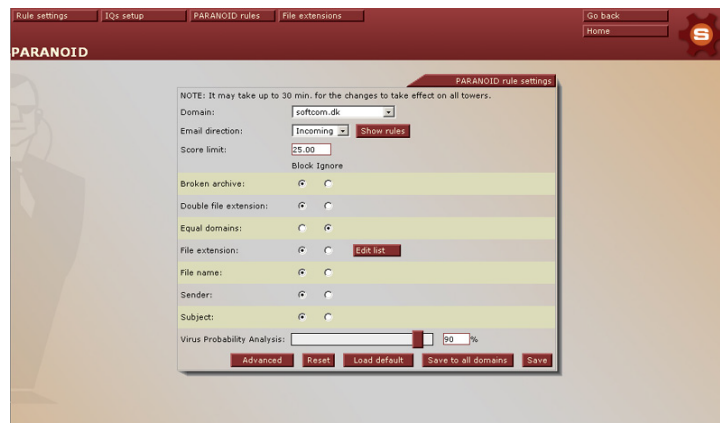 Rule settings IQs setup PARANOID rules File extensions Go back
Home
S
PARANOID
PARANOID rule settings
NOTE: It may take up to 30 min. for the changes to take effect on all towers.
Domain: softcom.dk
Email direction: Incoming Show rules
Score limit: 25.00
Block Ignore
Broken archive:
Double file extension:
Equal domains:
File extension: Edit list
File name:
Sender:
Subject:
Virus Probability Analysis: 90 %
Advanced Reset Load default Save to all domains Save